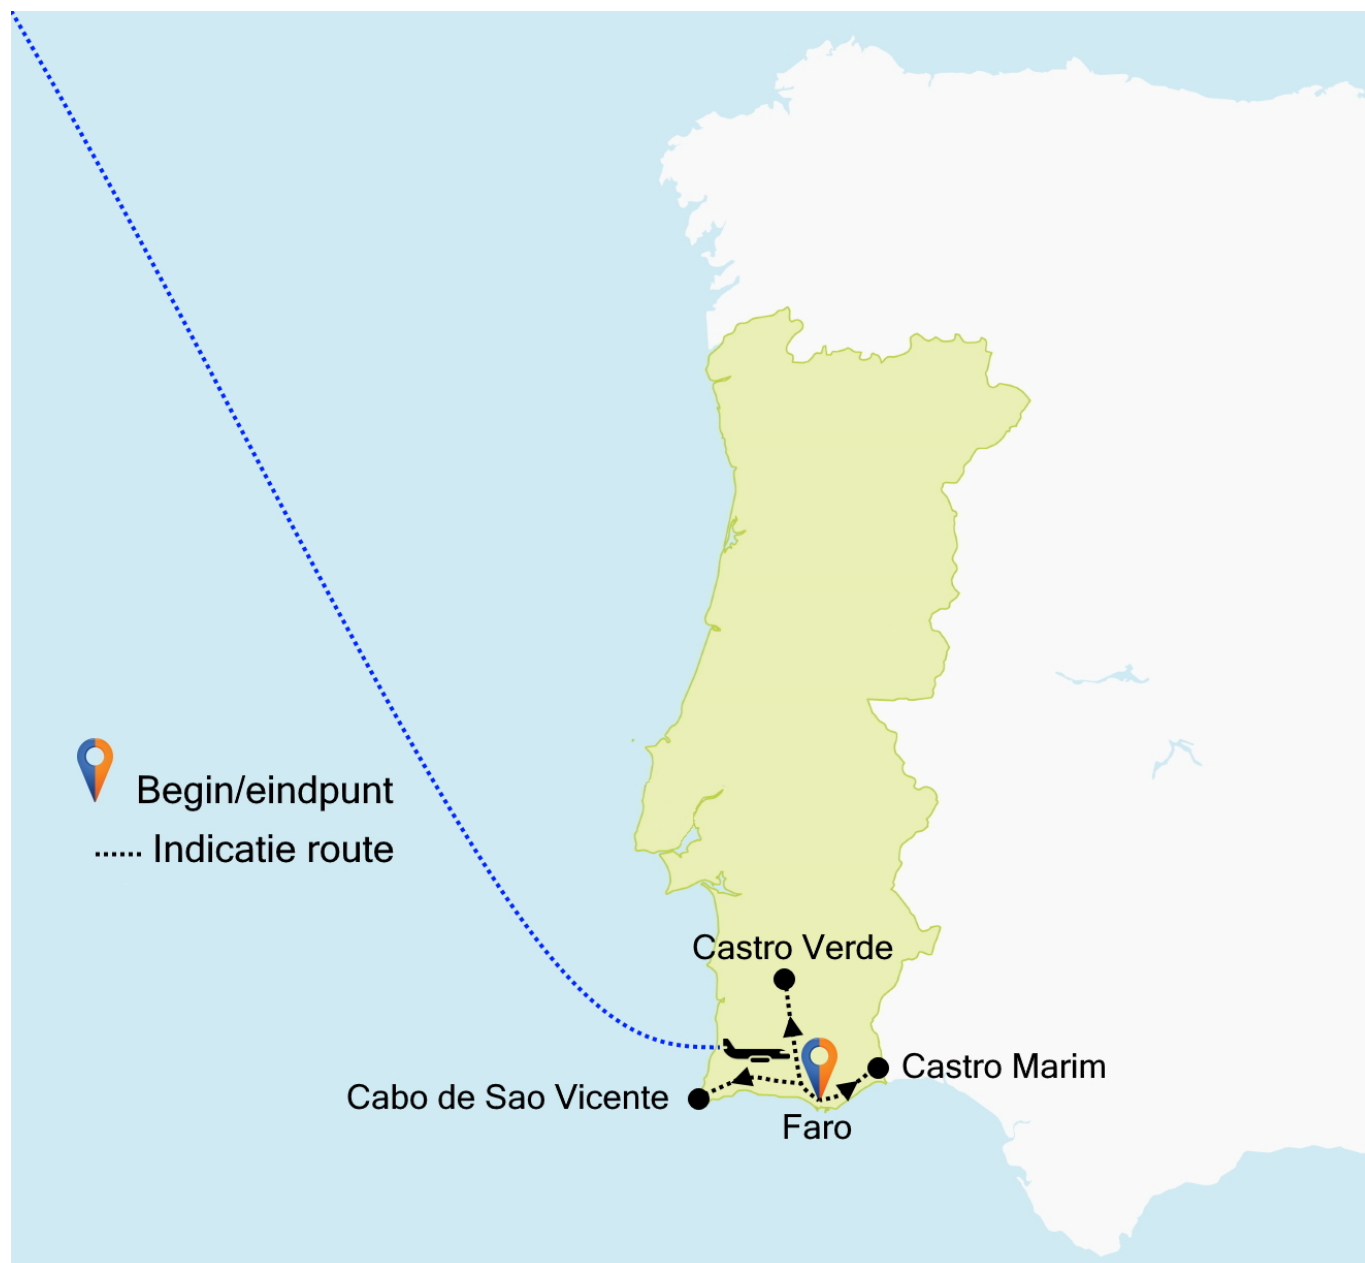 Begin/eindpunt
Indicatie route
Castro Verde
Castro Marim
Cabo de Sao Vicente
Faro